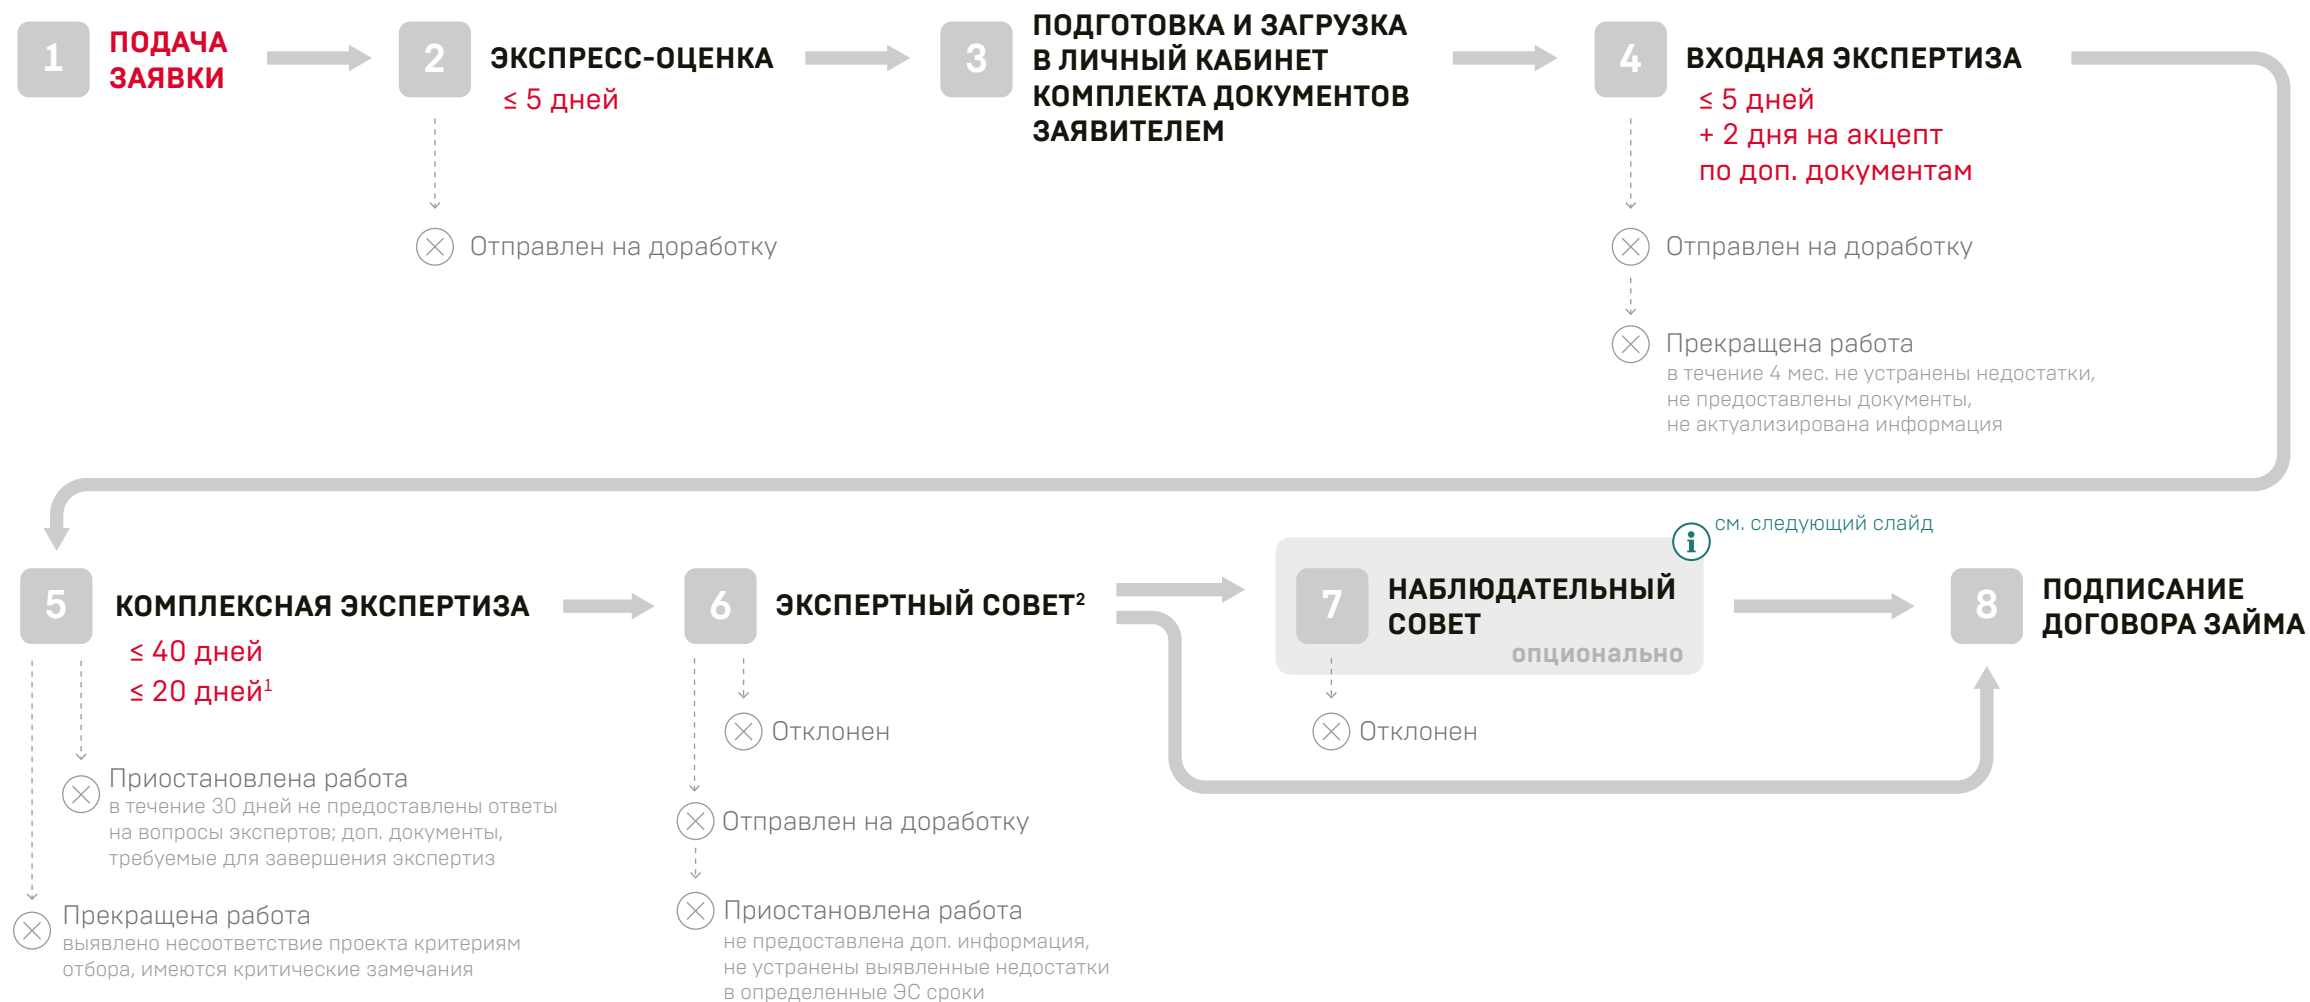 1
ПОДАЧА
ЗАЯВКИ
2
ЭКСПРЕСС-ОЦЕНКА
≤ 5 дней
Отправлен на доработку
3
ПОДГОТОВКА И ЗАГРУЗКА
В ЛИЧНЫЙ КАБИНЕТ
КОМПЛЕКТА ДОКУМЕНТОВ
ЗАЯВИТЕЛЕМ
4
ВХОДНАЯ ЭКСПЕРТИЗА
≤ 5 дней
+ 2 дня на акцепт
по доп. документам
Отправлен на доработку
Прекращена работа
в течение 4 мес. не устранены недостатки,
не предоставлены документы,
не актуализирована информация
5
КОМПЛЕКСНАЯ ЭКСПЕРТИЗА
≤ 40 дней
≤ 20 дней¹
Приостановлена работа
в течение 30 дней не предоставлены ответы
на вопросы экспертов; доп. документы,
требуемые для завершения экспертиз
Прекращена работа
выявлено несоответствие проекта критериям
отбора, имеются критические замечания
6
ЭКСПЕРТНЫЙ СОВЕТ²
Отклонен
Отправлен на доработку
Приостановлена работа
не предоставлена доп. информация,
не устранены выявленные недостатки
в определенные ЭС сроки
i см. следующий слайд
7
НАБЛЮДАТЕЛЬНЫЙ
СОВЕТ
опционально
Отклонен
8
ПОДПИСАНИЕ
ДОГОВОРА ЗАЙМА